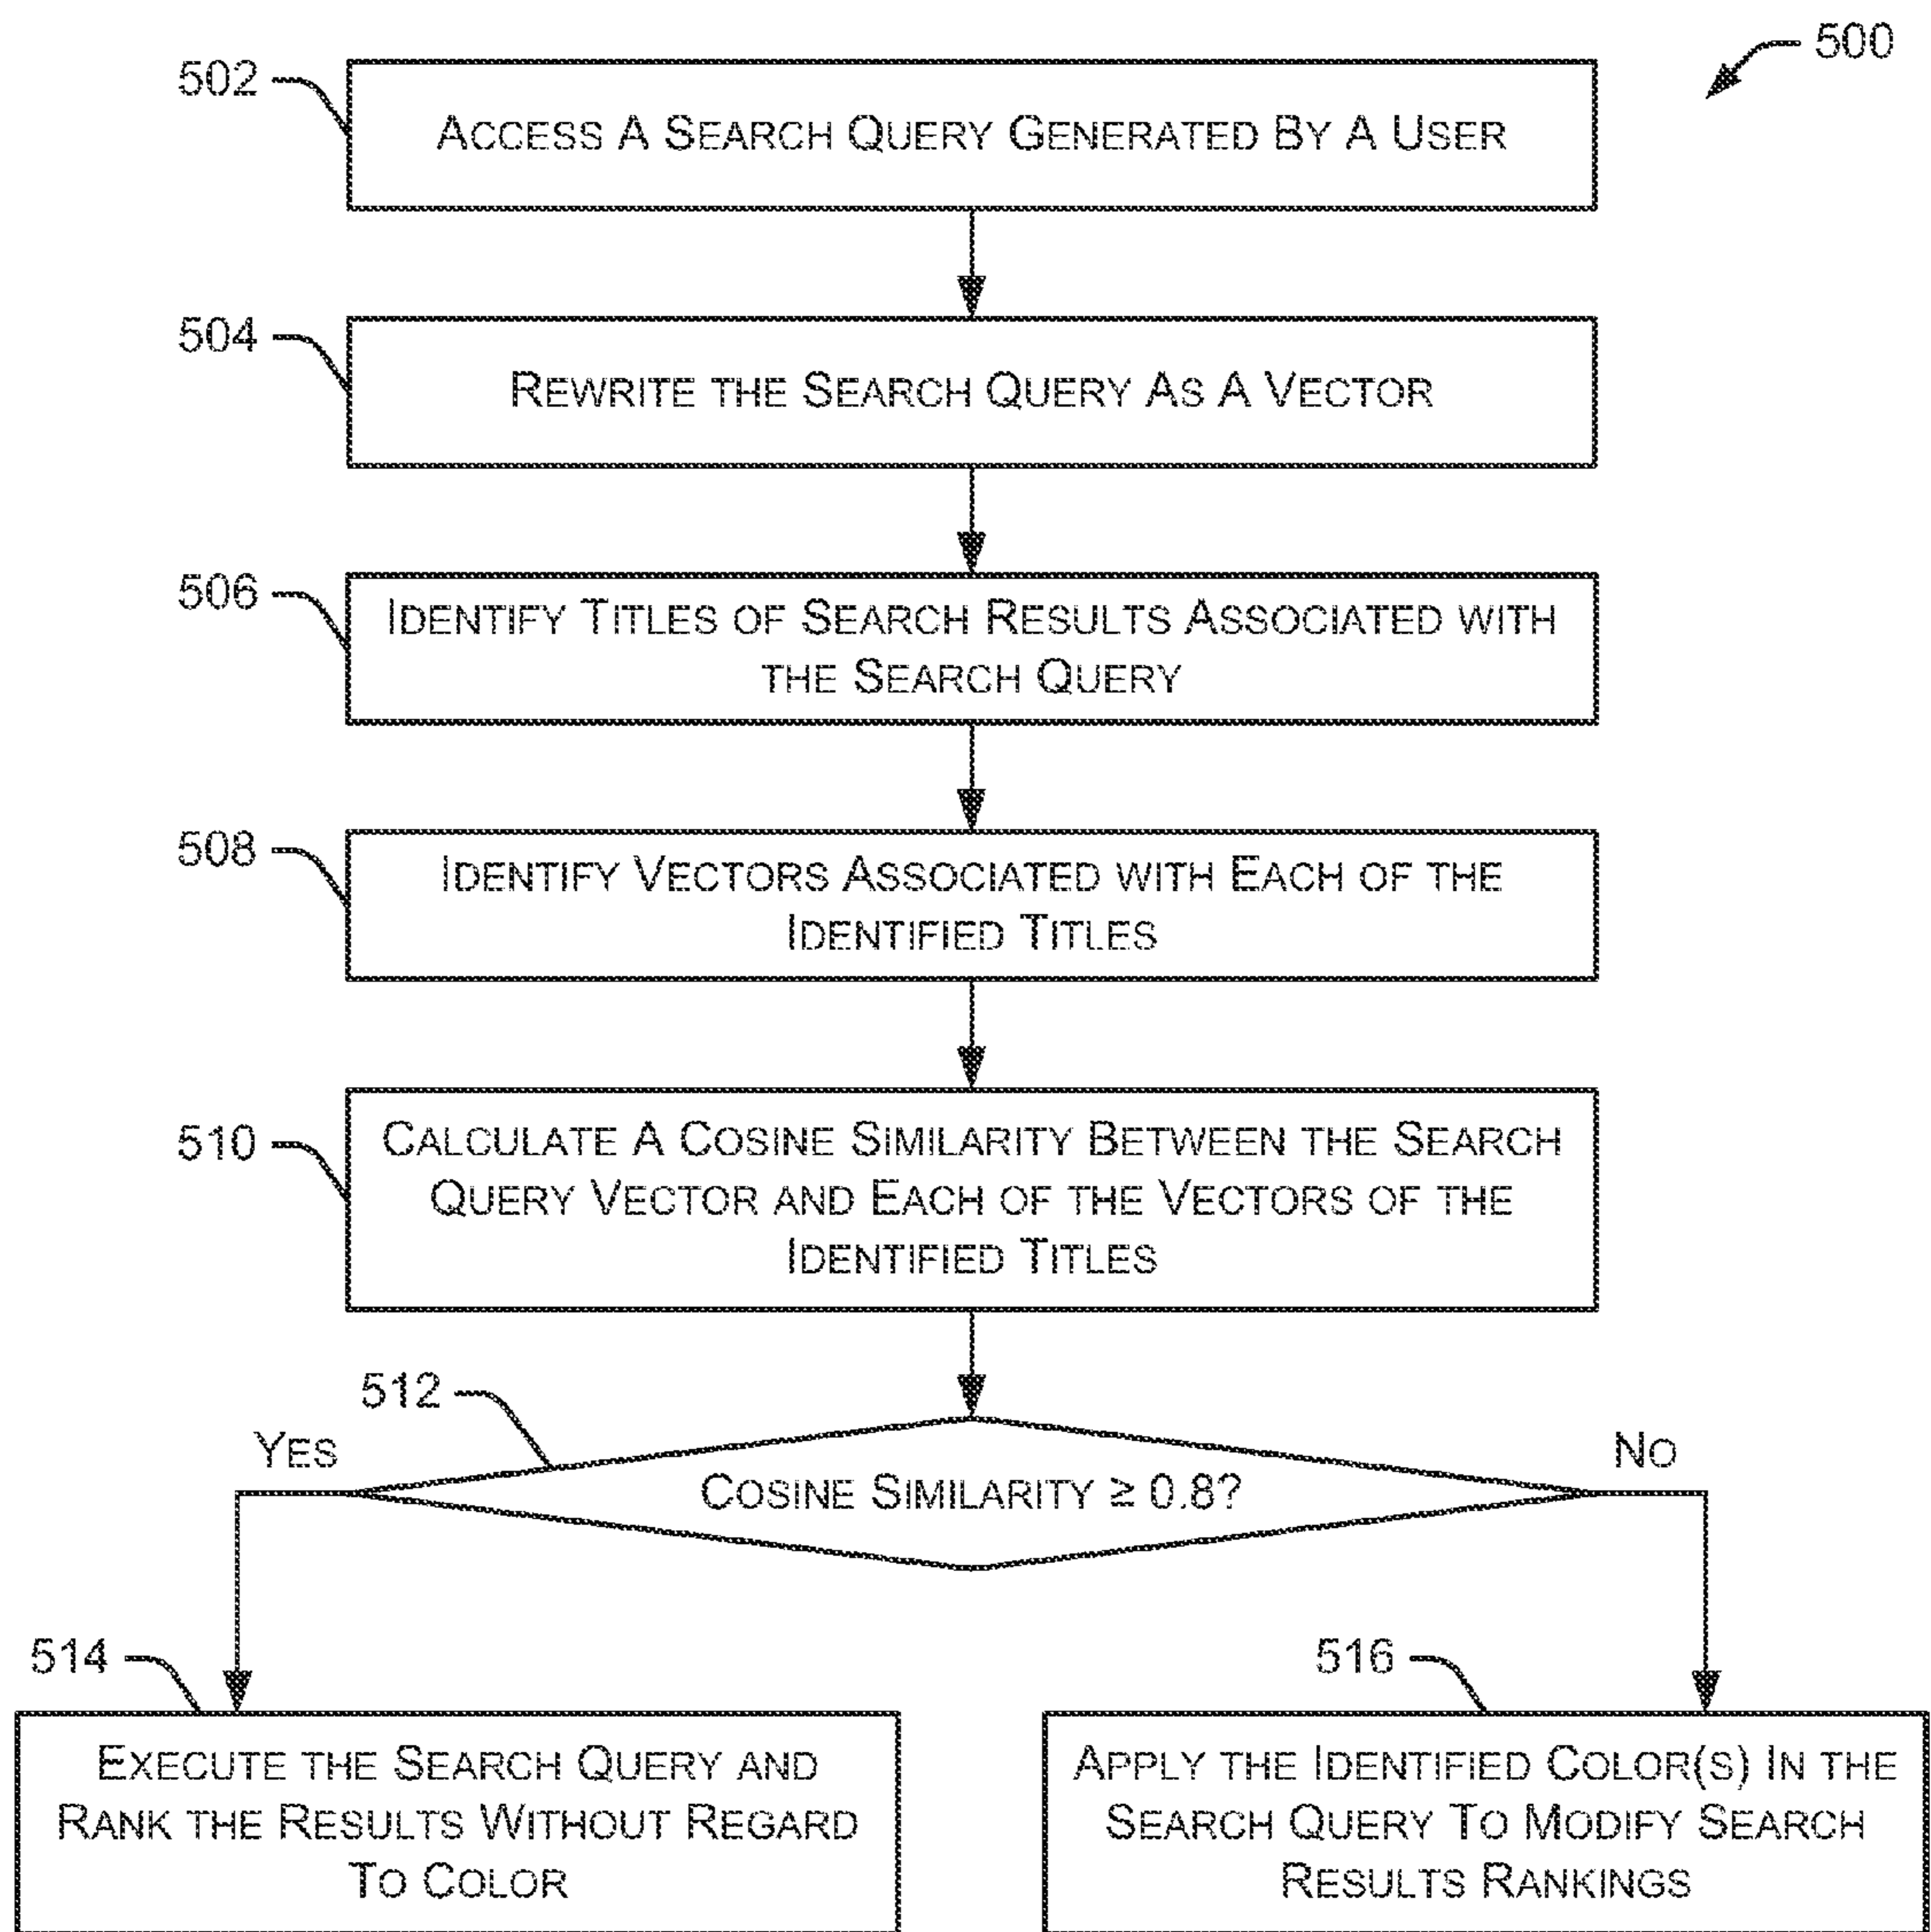 500
502
ACCESS A SEARCH QUERY GENERATED BY A USER
504
REWRITE THE SEARCH QUERY AS A VECTOR
506
IDENTIFY TITLES OF SEARCH RESULTS ASSOCIATED WITH
THE SEARCH QUERY
508
IDENTIFY VECTORS ASSOCIATED WITH EACH OF THE
IDENTIFIED TITLES
510
CALCULATE A COSINE SIMILARITY BETWEEN THE SEARCH
QUERY VECTOR AND EACH OF THE VECTORS OF THE
IDENTIFIED TITLES
512
YES
NO
COSINE SIMILARITY ≥ 0.8?
514
EXECUTE THE SEARCH QUERY AND
RANK THE RESULTS WITHOUT REGARD
TO COLOR
516
APPLY THE IDENTIFIED COLOR(S) IN THE
SEARCH QUERY TO MODIFY SEARCH
RESULTS RANKINGS